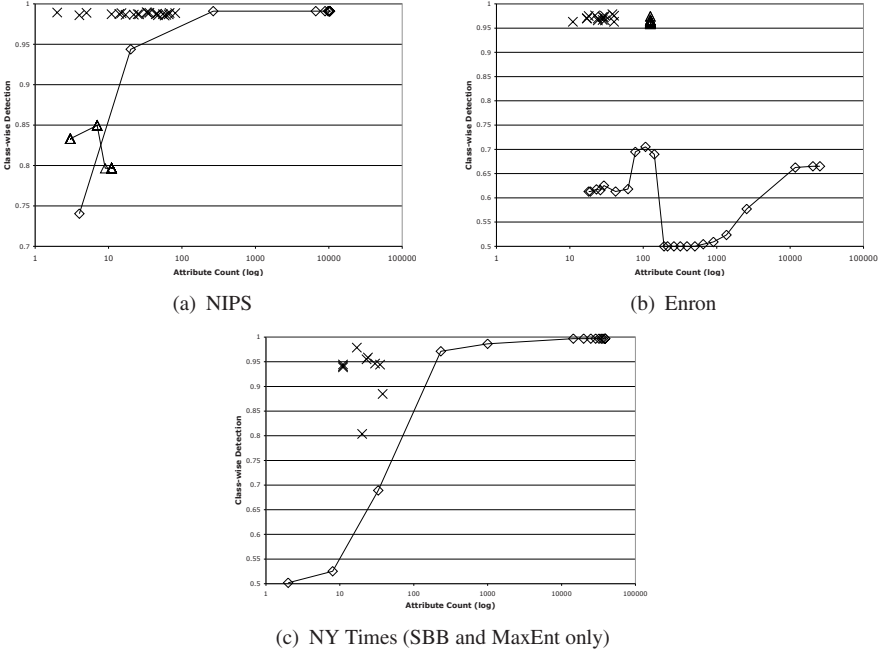 1
0.95
0.9
0.85
0.8
0.75
0.7
Class-wise Detection
1 10 100 1000 10000 100000
Attribute Count (log)
(a) NIPS
1
0.95
0.9
0.85
0.8
0.75
0.7
0.65
0.6
0.55
0.5
Class-wise Detection
1 10 100 1000 10000 100000
Attribute Count (log)
(b) Enron
1
0.95
0.9
0.85
0.8
0.75
0.7
0.65
0.6
0.55
0.5
Class-wise Detection
1 10 100 1000 10000 100000
Attribute Count (log)
(c) NY Times (SBB and MaxEnt only)